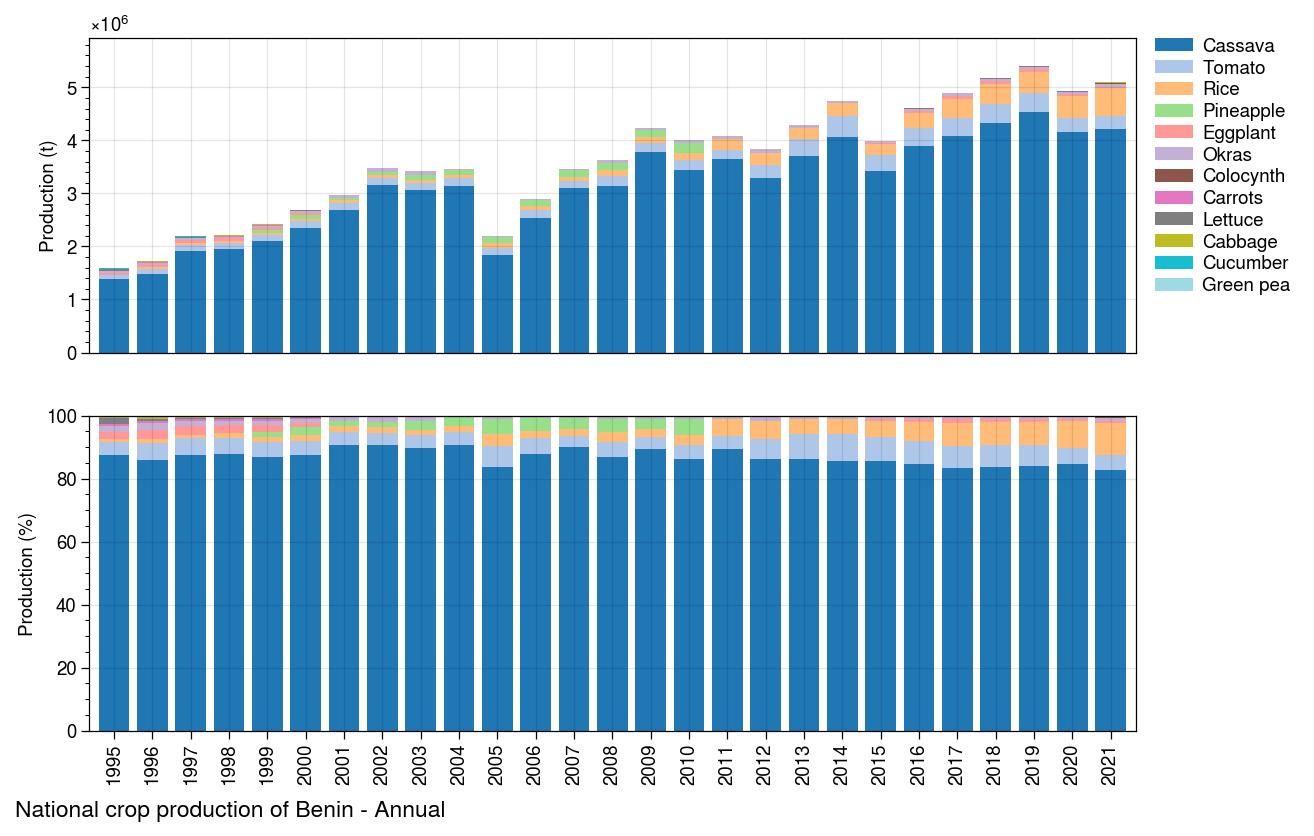 ×10⁶
Production (t)
5
4
3
2
1
0
Cassava
Tomato
Rice
Pineapple
Eggplant
Okras
Colocynth
Carrots
Lettuce
Cabbage
Cucumber
Green pea
Production (%)
100
80
60
40
20
0
1995 1996 1997 1998 1999 2000 2001 2002 2003 2004 2005 2006 2007 2008 2009 2010 2011 2012 2013 2014 2015 2016 2017 2018 2019 2020 2021
National crop production of Benin - Annual